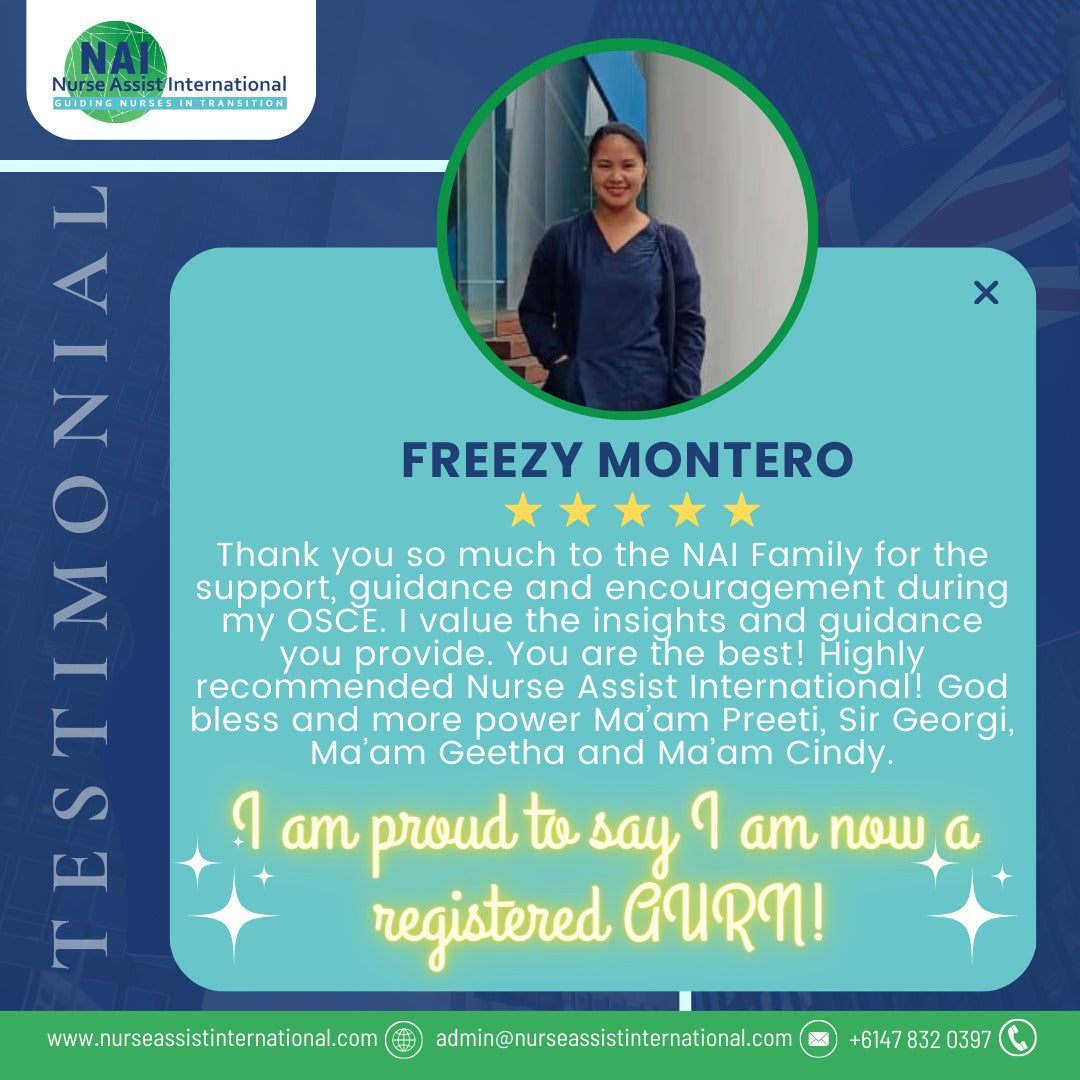 NAI
Nurse Assist International
GUIDING NURSES IN TRANSITION
TESTIMONIAL
FREEZY MONTERO
Thank you so much to the NAI Family for the
support, guidance and encouragement during
my OSCE. I value the insights and guidance
you provide. You are the best! Highly
recommended Nurse Assist International! God
bless and more power Ma’am Preeti, Sir Georgi,
Ma’am Geetha and Ma’am Cindy.
I am proud to say I am now a
registered AURN!
www.nurseassistinternational.com
admin@nurseassistinternational.com
+6147 832 0397